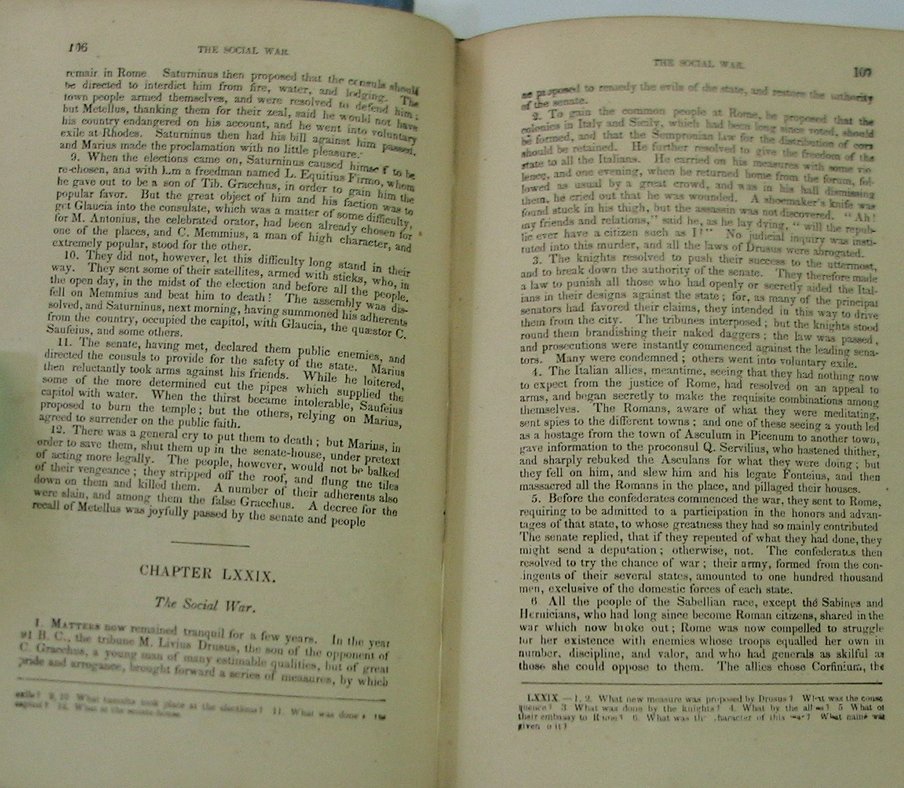 106
THE SOCIAL WAR.
remain in Rome Saturninus then proposed that the consuls should
be directed to interdict him from fire, water, and lodging. The
town people armed themselves, and were resolved to defend him;
but Metellus, thanking them for their zeal, said he would not have
his country endangered on his account, and he went into voluntary
exile at Rhodes. Saturninus then had his bill against him passed,
and Marius made the proclamation with no little pleasure.
9. When the elections came on, Saturninus caused himself to be
re-chosen, and with him a freedman named L. Equitius Firmo, whom
he gave out to be a son of Tib. Gracchus, in order to gain him the
popular favor. But the great object of him and his faction was to
get Glaucia into the consulate, which was a matter of some difficulty,
for M. Antonius, the celebrated orator, had been already chosen for
one of the places, and C. Memmius, a man of high character, and
extremely popular, stood for the other.
10. They did not, however, let this difficulty long stand in their
way. They sent some of their satellites, armed with sticks, who, in
the open day, in the midst of the election and before all the people.
fell on Memmius and beat him to death! The assembly was dis-
solved, and Saturninus, next morning, having summoned his adherents
from the country, occupied the capitol, with Glaucia, the quæstor C.
Saufeius, and some others.
11. The senate, having met, declared them public enemies, and
directed the consuls to provide for the safety of the state. Marius
then reluctantly took arms against his friends. While he loitered,
some of the more determined cut the pipes which supplied the
capitol with water. When the thirst became intolerable, Saufeius
proposed to burn the temple; but the others, relying on Marius,
agreed to surrender on the public faith.
12. There was a general cry to put them to death; but Marius, in
order to save them, shut them up in the senate-house, under pretext
of acting more legally. The people, however, would not be balked
of their vengeance; they stripped off the roof, and flung the tiles
down on them and killed them. A number of their adherents also
were slain, and among them the false Gracchus. A decree for the
recall of Metellus was joyfully passed by the senate and people
CHAPTER LXXIX.
The Social War.
1. MATTERS now remained tranquil for a few years. In the year
91 B. C., the tribune M. Livius Drusus, the son of the opponent of
C. Gracchus, a young man of many estimable qualities, but of great
pride and arrogance, brought forward a series of measures, by which
exile? 9, 10 What tumults took place at the elections? 11. What was done
12. What at the senate-house
THE SOCIAL WAR.
107
he proposed to remedy the evils of the state, and restore the authority
of the senate.
2. To gain the common people at Rome, he proposed that the
colonies in Italy and Sicily, which had been long since voted, should
be formed, and that the Sempronian law for the distribution of corn
should be retained. He further resolved to give the freedom of the
state to all the Italians. He carried on his measures with some vio
lence, and one evening, when he returned home from the forum, fol-
lowed as usual by a great crowd, and was in his hall dismissing
them, he cried out that he was wounded. A shoemaker's knife was
found stuck in his thigh, but the assassin was not discovered. "Ah!
my friends and relations," said he, as he lay dying, "will the repub-
lic ever have a citizen such as I?" No judicial inquiry was insti-
tuted into this murder, and all the laws of Drusus were abrogated.
3. The knights resolved to push their success to the uttermost,
and to break down the authority of the senate. They therefore made
a law to punish all those who had openly or secretly aided the Ital-
ians in their designs against the state; for, as many of the principal
senators had favored their claims, they intended in this way to drive
them from the city. The tribunes interposed; but the knights stood
round them brandishing their naked daggers; the law was passed,
and prosecutions were instantly commenced against the leading sena-
tors. Many were condemned; others went into voluntary exile.
4. The Italian allies, meantime, seeing that they had nothing now
to expect from the justice of Rome, had resolved on an appeal to
arms, and began secretly to make the requisite combinations among
themselves. The Romans, aware of what they were meditating,
sent spies to the different towns; and one of these seeing a youth led
as a hostage from the town of Asculum in Picenum to another town,
gave information to the proconsul Q. Servilius, who hastened thither,
and sharply rebuked the Asculans for what they were doing; but
they fell on him, and slew him and his legate Fonteius, and then
massacred all the Romans in the place, and pillaged their houses.
5. Before the confederates commenced the war, they sent to Rome,
requiring to be admitted to a participation in the honors and advan-
tages of that state, to whose greatness they had so mainly contributed
The senate replied, that if they repented of what they had done, they
might send a deputation; otherwise, not. The confederates then
resolved to try the chance of war; their army, formed from the con-
ingents of their several states, amounted to one hundred thousand
men, exclusive of the domestic forces of each state.
6 All the people of the Sabellian race, except the Sabines and
Hernicians, who had long since become Roman citizens, shared in the
war which now broke out; Rome was now compelled to struggle
for her existence with enemies whose troops equalled her own in
number, discipline, and valor, and who had generals as skilful as
those she could oppose to them. The allies chose Corfinium, the
LXXIX — 1, 2. What new measure was proposed by Drusus? What was the conse
quence? 3 What was done by the knights? 4. What by the allies? 5 What of
their embassy to Rome? 6. What was the character of this war? What name was
given to it?